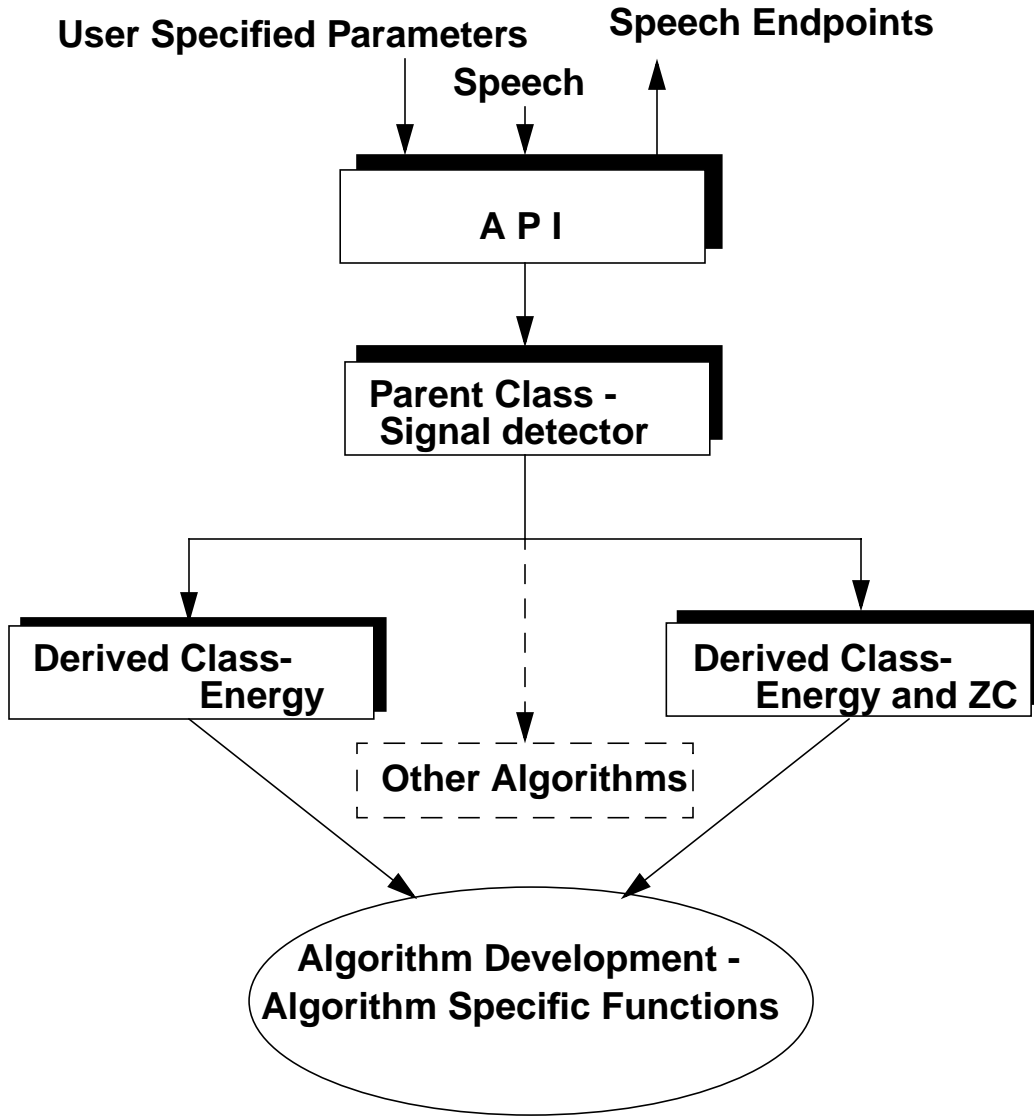 User Specified Parameters
Speech Endpoints
Speech
A P I
Parent Class -
Signal detector
Derived Class-
Energy
Derived Class-
Energy and ZC
Other Algorithms
Algorithm Development -
Algorithm Specific Functions